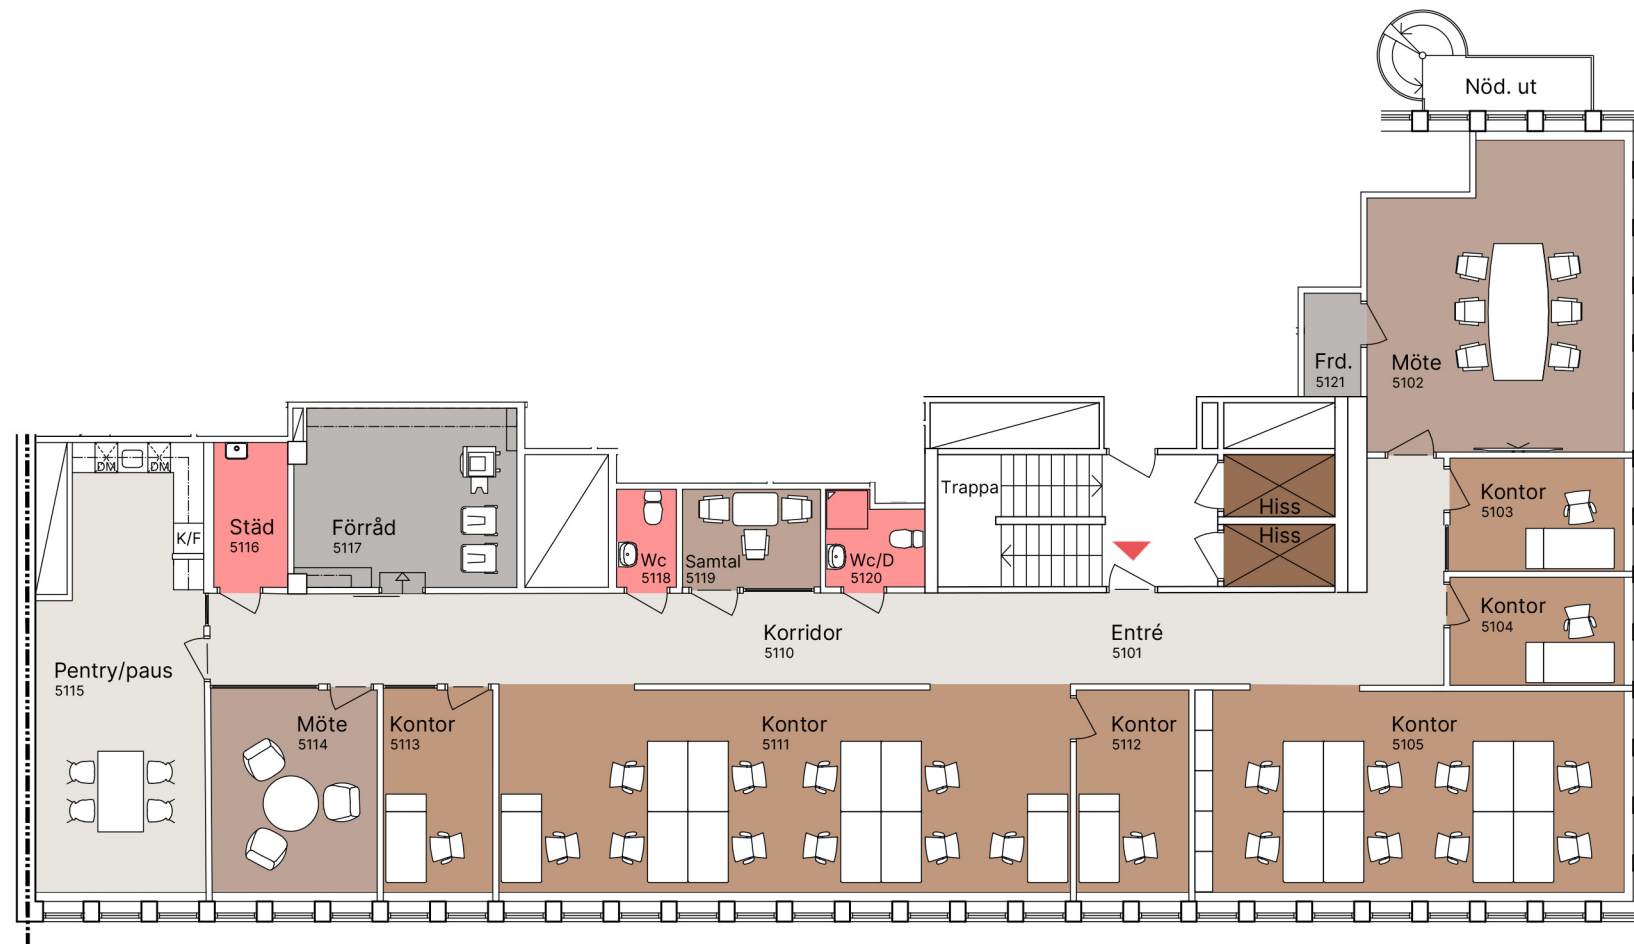 Nöd. ut
Frd.
5121
Möte
5102
Trappa
Hiss
Hiss
Kontor
5103
Kontor
5104
DM
DM
K/F
Städ
5116
Förråd
5117
Wc
5118
Samtal
5119
Wc/D
5120
Korridor
5110
Entré
5101
Pentry/paus
5115
Möte
5114
Kontor
5113
Kontor
5111
Kontor
5112
Kontor
5105